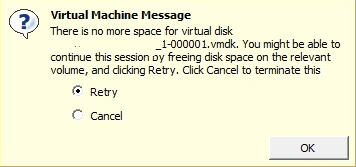 Virtual Machine Message
There is no more space for virtual disk
.. _1-000001.vmdk. You might be able to
continue this session by freeing disk space on the relevant
volume, and clicking Retry. Click Cancel to terminate this
Retry
Cancel
OK